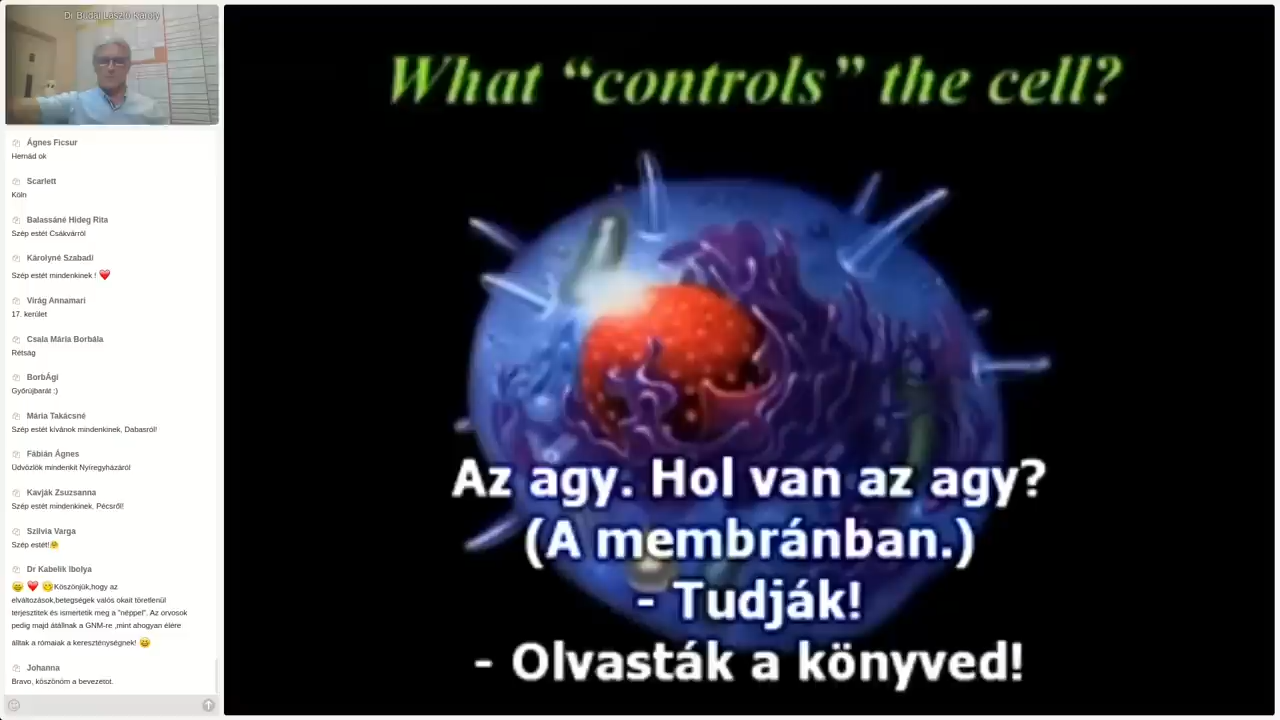 Dr Budai László Károly
Ágnes Ficsur
Hernád ok
Scarlett
Köln
Balassáné Hideg Rita
Szép estét Csákvárról
Károlyné Szabadi
Szép estét mindenkinek !
Virág Annamari
17. kerület
Csala Mária Borbála
Rétság
BorbÁgi
Győrújbarát :)
Mária Takácsné
Szép estét kívánok mindenkinek, Dabasról!
Fábián Ágnes
Üdvözlök mindenkit Nyíregyházáról
Kavják Zsuzsanna
Szép estét mindenkinek, Pécsről!
Szilvia Varga
Szép estét!
Dr Kabelik Ibolya
Köszönjük,hogy az
elváltozások,betegségek valós okait töretlenül
terjesztitek és ismertetik meg a "néppel". Az orvosok
pedig majd átállnak a GNM-re ,mint ahogyan élére
álltak a rómaiak a kereszténységnek!
Johanna
Bravo, köszönöm a bevezetot.
What “controls” the cell?
Az agy. Hol van az agy?
(A membránban.)
- Tudják!
- Olvasták a könyved!